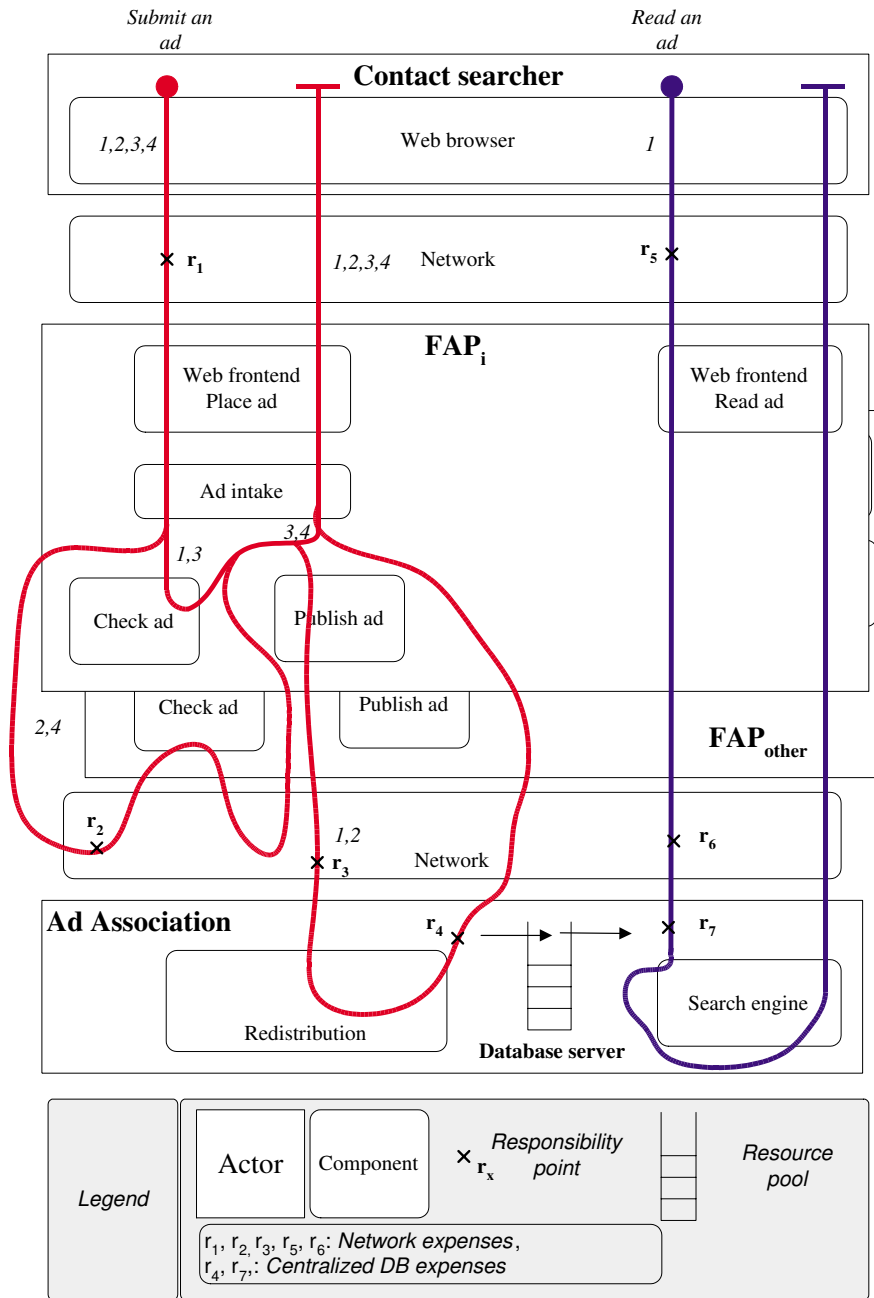 Submit an
ad
Read an
ad
Contact searcher
1,2,3,4
Web browser
1
r1
1,2,3,4
Network
r5
FAPi
Web frontend
Place ad
Web frontend
Read ad
Ad intake
1,3
3,4
Check ad
Publish ad
2,4
Check ad
Publish ad
FAPother
r2
1,2
r3
Network
r6
Ad Association
r4
r7
Redistribution
Database server
Search engine
Legend
Actor
Component
rx
Responsibility
point
Resource
pool
r1, r2, r3, r5, r6: Network expenses,
r4, r7,: Centralized DB expenses